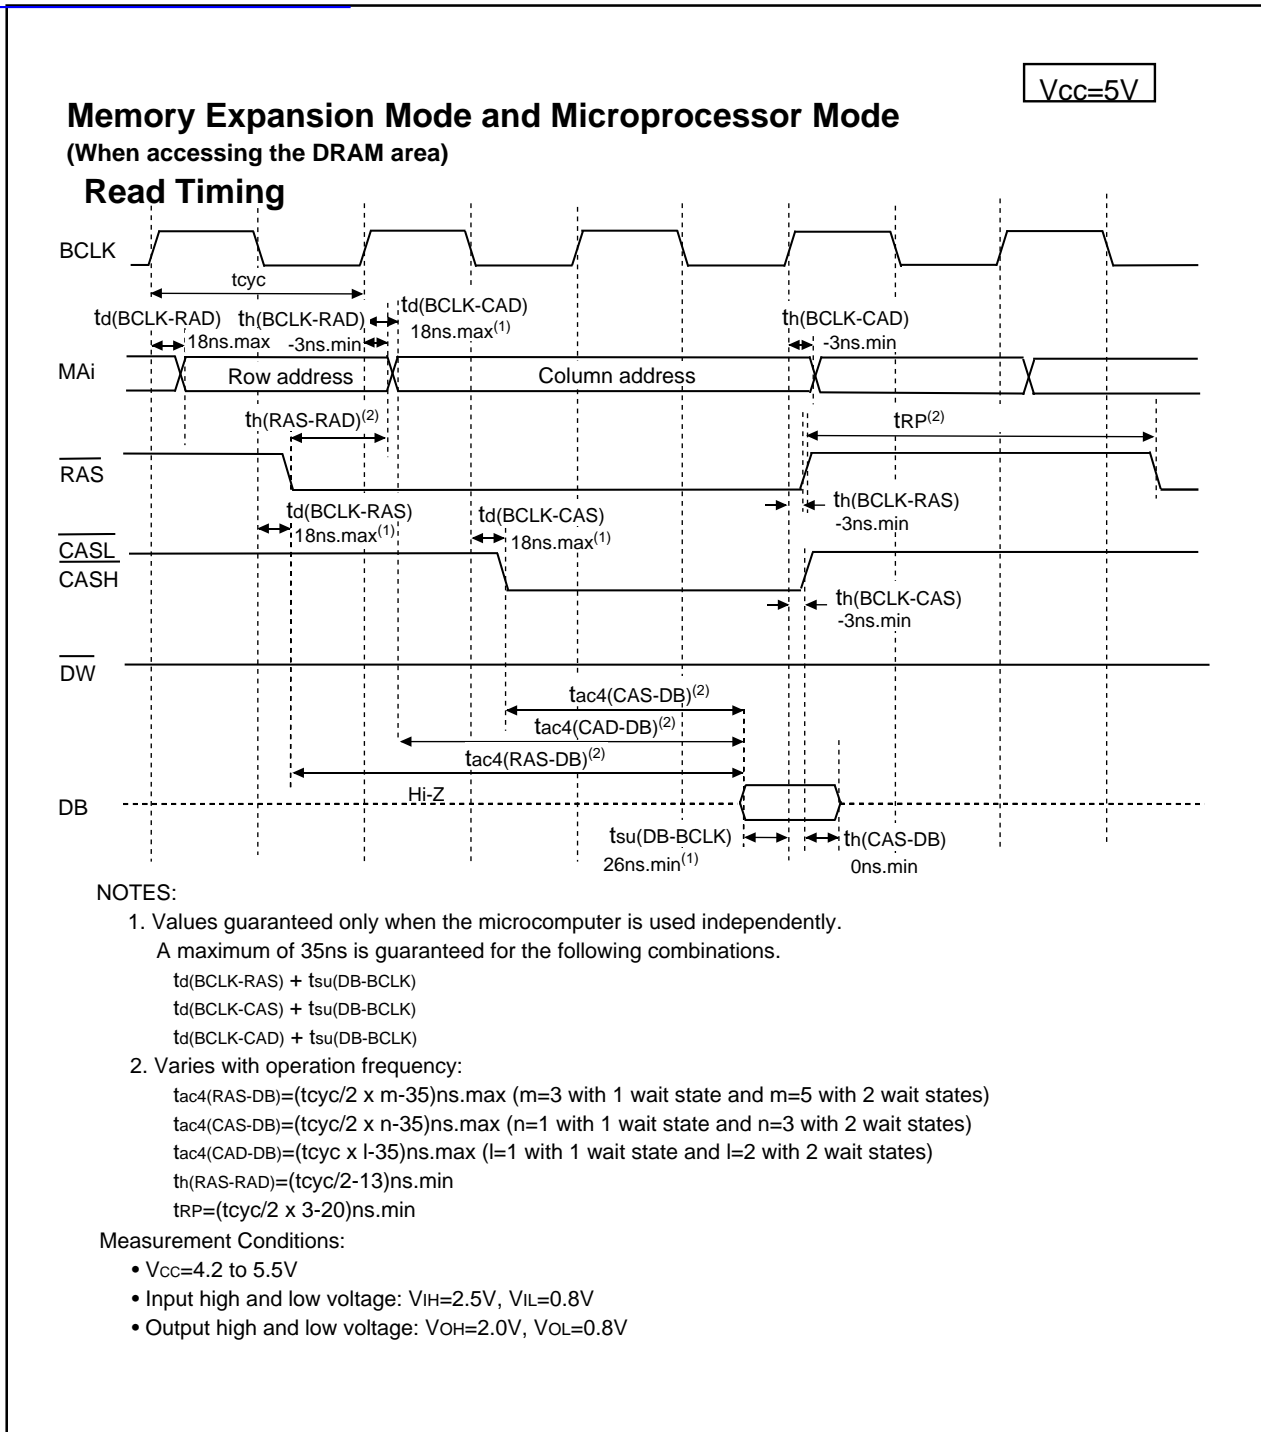 Vcc=5V
Memory Expansion Mode and Microprocessor Mode
(When accessing the DRAM area)
Read Timing
BCLK
tcyc
td(BCLK-RAD)
18ns.max
th(BCLK-RAD)
-3ns.min
td(BCLK-CAD)
18ns.max(1)
th(BCLK-CAD)
-3ns.min
MAi
Row address
Column address
th(RAS-RAD)(2)
tRP(2)
RAS
td(BCLK-RAS)
18ns.max(1)
td(BCLK-CAS)
18ns.max(1)
th(BCLK-RAS)
-3ns.min
CASL
CASH
th(BCLK-CAS)
-3ns.min
DW
tac4(CAS-DB)(2)
tac4(CAD-DB)(2)
tac4(RAS-DB)(2)
Hi-Z
DB
tsu(DB-BCLK)
26ns.min(1)
th(CAS-DB)
0ns.min
NOTES:
1. Values guaranteed only when the microcomputer is used independently.
A maximum of 35ns is guaranteed for the following combinations.
td(BCLK-RAS) + tsu(DB-BCLK)
td(BCLK-CAS) + tsu(DB-BCLK)
td(BCLK-CAD) + tsu(DB-BCLK)
2. Varies with operation frequency:
tac4(RAS-DB)=(tcyc/2 x m-35)ns.max (m=3 with 1 wait state and m=5 with 2 wait states)
tac4(CAS-DB)=(tcyc/2 x n-35)ns.max (n=1 with 1 wait state and n=3 with 2 wait states)
tac4(CAD-DB)=(tcyc x l-35)ns.max (l=1 with 1 wait state and l=2 with 2 wait states)
th(RAS-RAD)=(tcyc/2-13)ns.min
tRP=(tcyc/2 x 3-20)ns.min
Measurement Conditions:
• VCC=4.2 to 5.5V
• Input high and low voltage: VIH=2.5V, VIL=0.8V
• Output high and low voltage: VOH=2.0V, VOL=0.8V